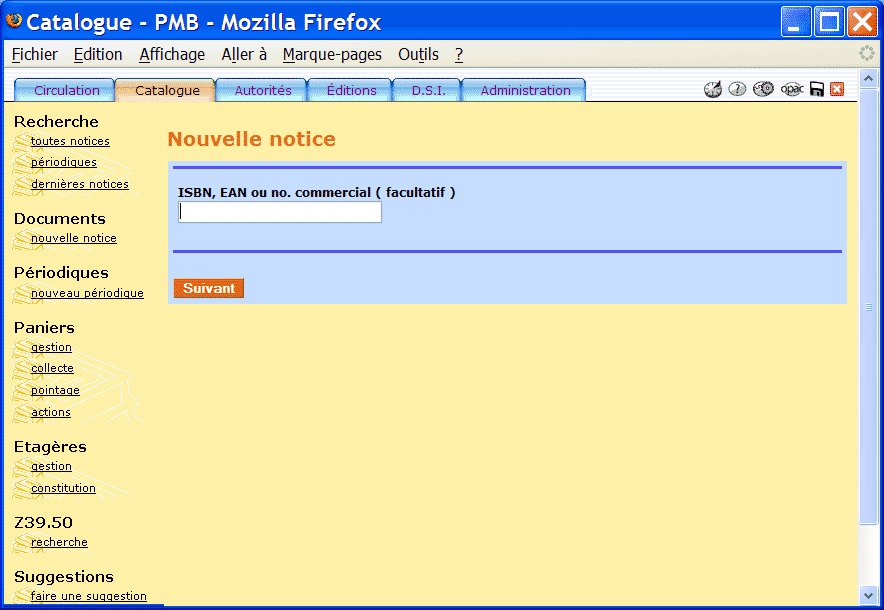 Catalogue - PMB - Mozilla Firefox
Fichier Edition Affichage Aller à Marque-pages Outils ?
Circulation Catalogue Autorités Éditions D.S.I. Administration opac
Recherche
toutes notices
périodiques
dernières notices
Documents
nouvelle notice
Périodiques
nouveau périodique
Paniers
gestion
collecte
pointage
actions
Etagères
gestion
constitution
Z39.50
recherche
Suggestions
faire une suggestion
Nouvelle notice
ISBN, EAN ou no. commercial ( facultatif )
Suivant